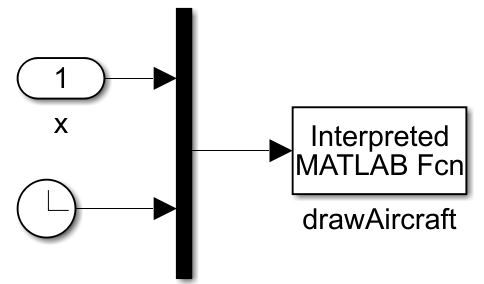 1
x
Interpreted
MATLAB Fcn
drawAircraft